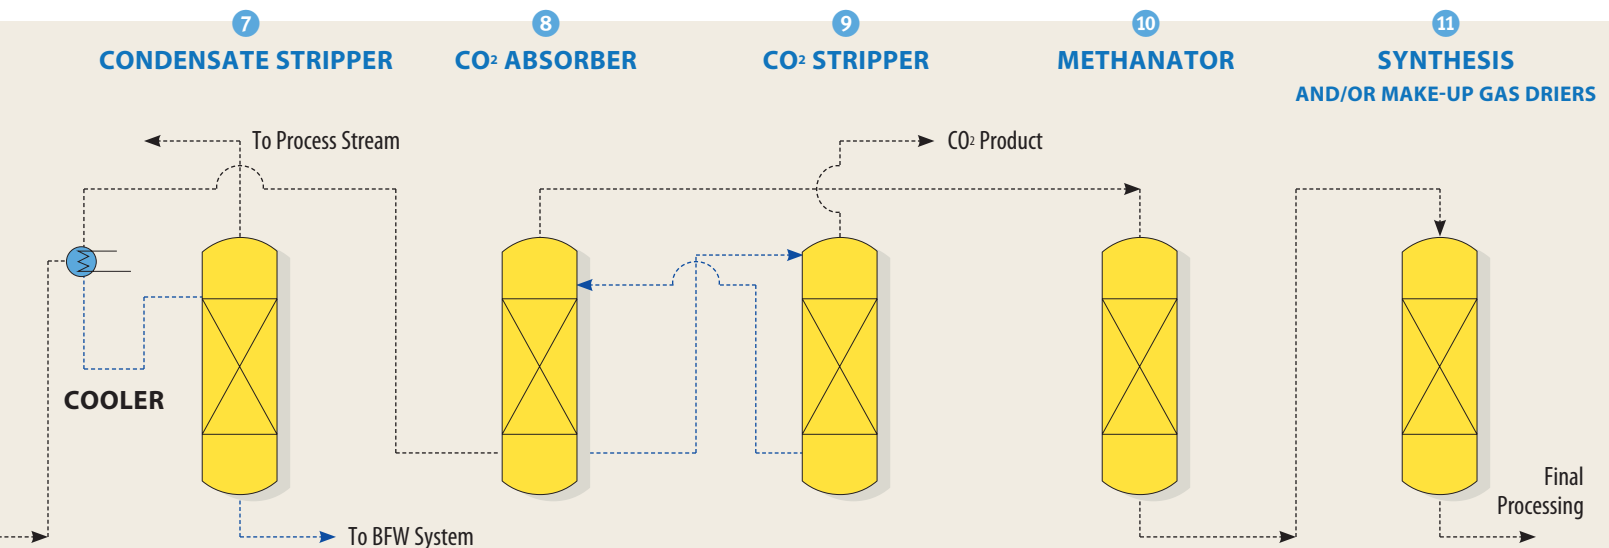 7
CONDENSATE STRIPPER
8
CO² ABSORBER
9
CO² STRIPPER
10
METHANATOR
11
SYNTHESIS
AND/OR MAKE-UP GAS DRIERS
To Process Stream
CO² Product
COOLER
Final
Processing
To BFW System